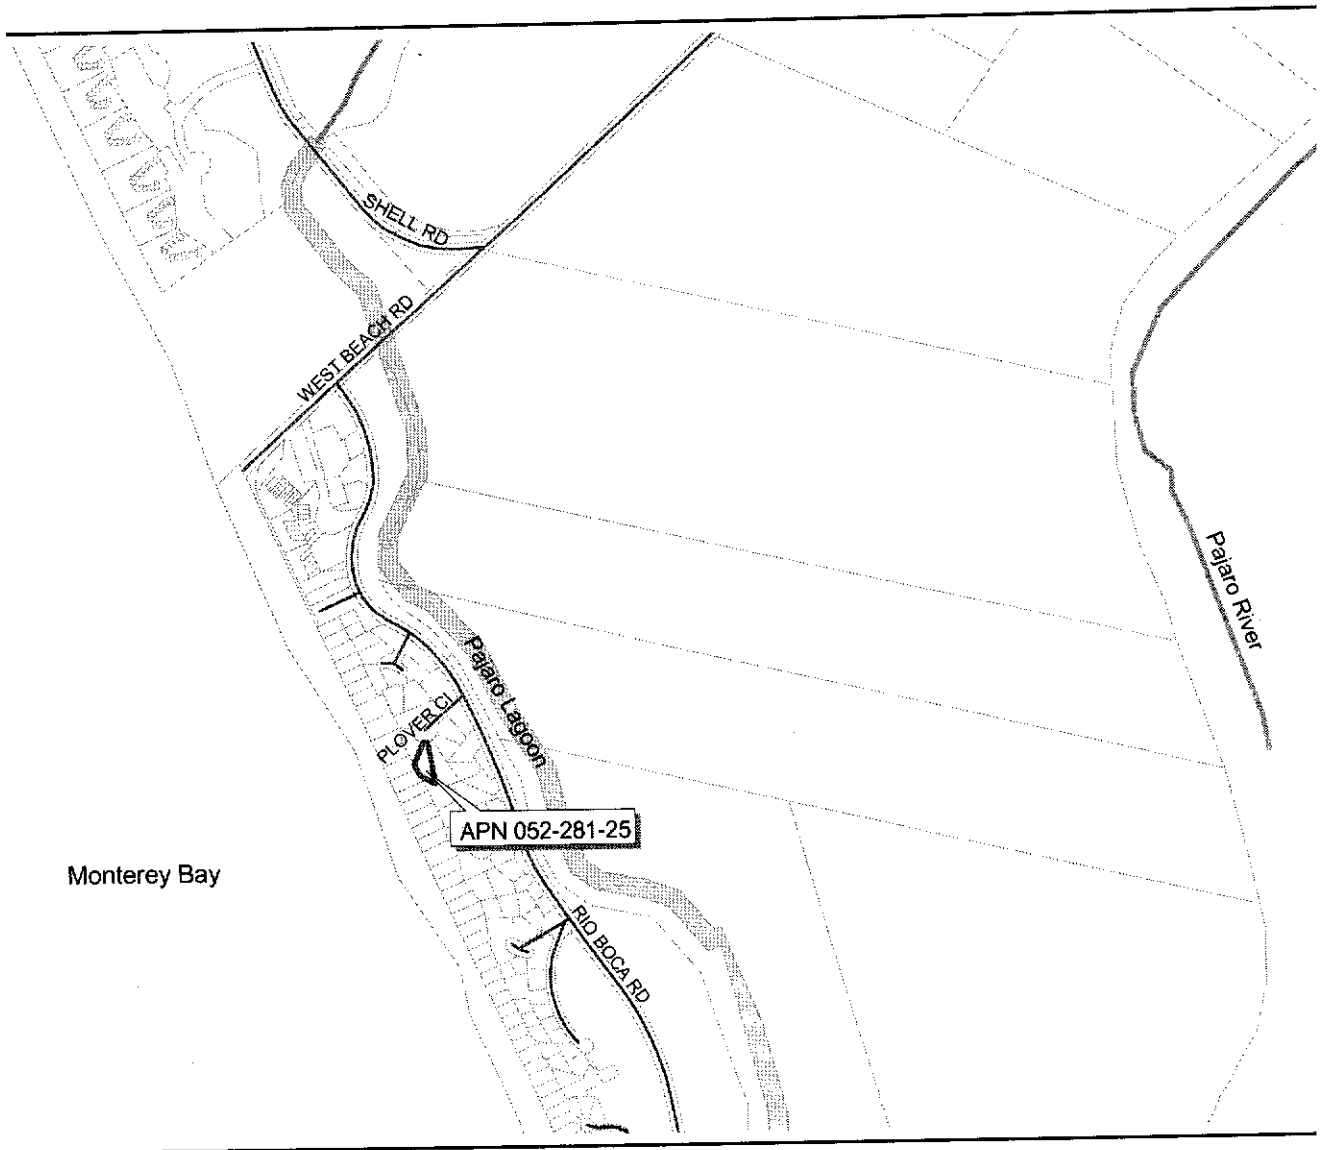 SHELL RD
WEST BEACH RD
Pajaro River
Pajaro Lagoon
PLOVER CI
APN 052-281-25
Monterey Bay
RIO BOCA RD